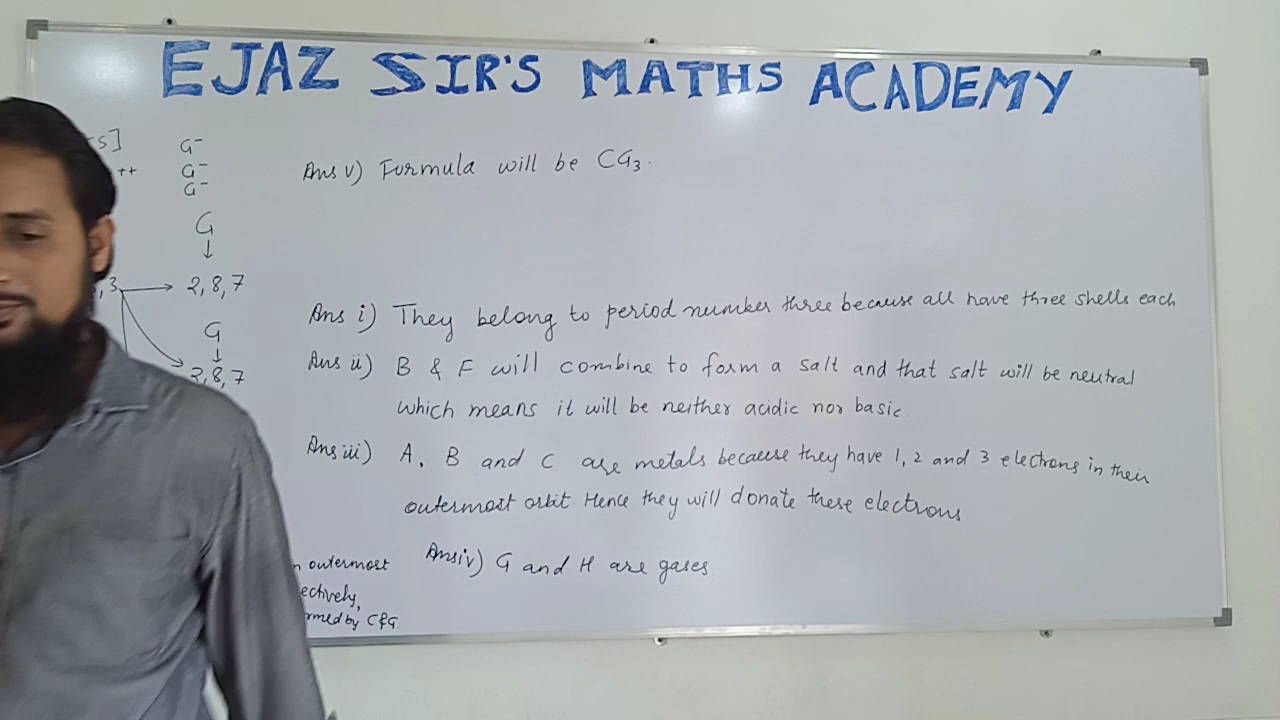 EJAZ SIR'S MATHS ACADEMY
s]
++
G-
G-
G-
G
↓
3 → 2, 8, 7
G
↓
2, 8, 7
Ans v) Formula will be CG3.
Ans i) They belong to period number three because all have three shells each
Ans ii) B & F will combine to form a salt and that salt will be neutral
which means it will be neither acidic nor basic.
Ans iii) A, B and C are metals because they have 1, 2 and 3 electrons in their
outermost orbit. Hence they will donate these electrons
Ans iv) G and H are gases
n outermost
ectively,
rmed by C&G.